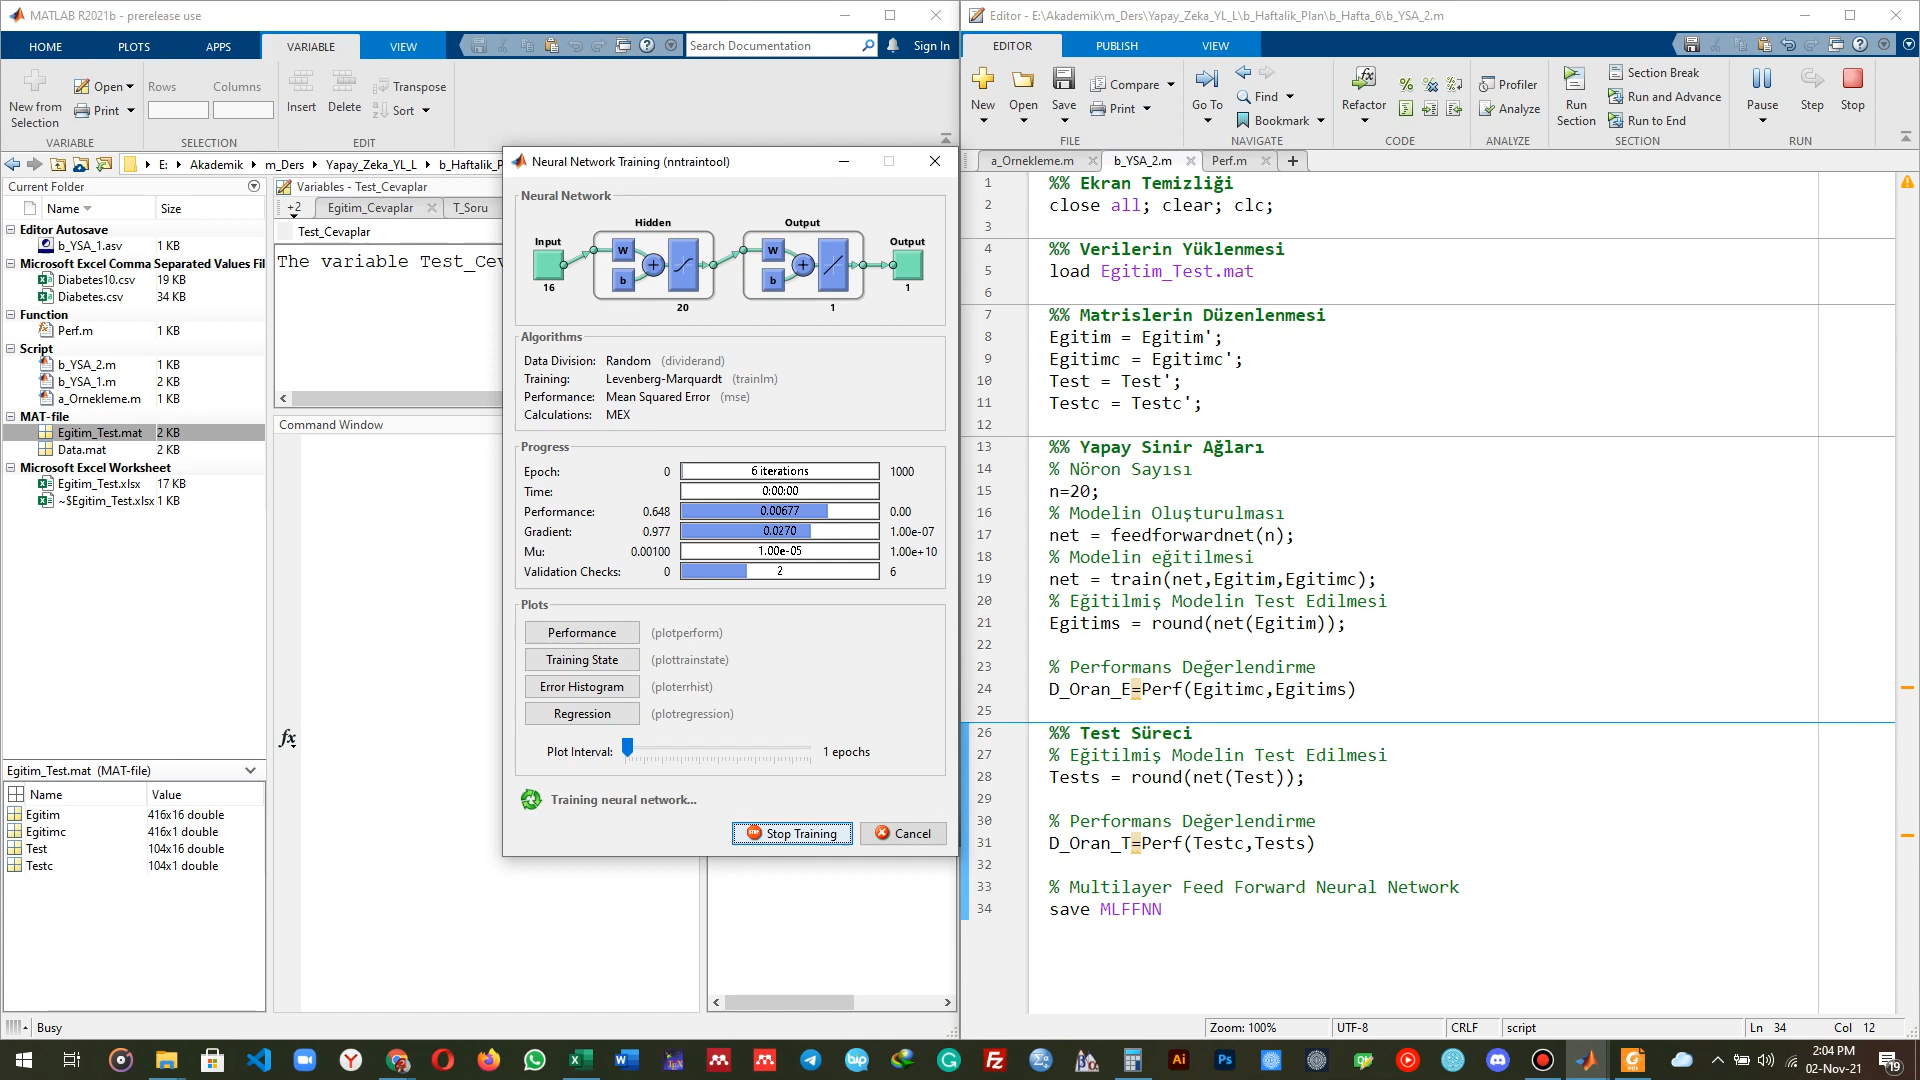 MATLAB R2021b - prerelease use
HOME PLOTS APPS VARIABLE VIEW
Search Documentation
Sign In
New from Selection
Open
Print
Rows Columns
Insert Delete
Transpose
Sort
VARIABLE SELECTION EDIT
E: Akademik m_Ders Yapay_Zeka_YL_L b_Haftalik_P
Current Folder
Name Size
Editor Autosave
b_YSA_1.asv 1 KB
Microsoft Excel Comma Separated Values Fil
Diabetes10.csv 19 KB
Diabetes.csv 34 KB
Function
Perf.m 1 KB
Script
b_YSA_2.m 1 KB
b_YSA_1.m 2 KB
a_Ornekleme.m 1 KB
MAT-file
Egitim_Test.mat 2 KB
Data.mat 2 KB
Microsoft Excel Worksheet
Egitim_Test.xlsx 17 KB
~$Egitim_Test.xlsx 1 KB
Egitim_Test.mat (MAT-file)
Name Value
Egitim 416x16 double
Egitimc 416x1 double
Test 104x16 double
Testc 104x1 double
Busy
Variables - Test_Cevaplar
+2 Egitim_Cevaplar T_Soru
Test_Cevaplar
The variable Test_Cev
Command Window
fx
Neural Network Training (nntraintool)
Neural Network
Hidden Output
Input Output
W b W b
16 20 1 1
Algorithms
Data Division: Random (dividerand)
Training: Levenberg-Marquardt (trainlm)
Performance: Mean Squared Error (mse)
Calculations: MEX
Progress
Epoch: 0 6 iterations 1000
Time: 0:00:00
Performance: 0.648 0.00677 0.00
Gradient: 0.977 0.0270 1.00e-07
Mu: 0.00100 1.00e-05 1.00e+10
Validation Checks: 0 2 6
Plots
Performance (plotperform)
Training State (plottrainstate)
Error Histogram (ploterrhist)
Regression (plotregression)
Plot Interval: 1 epochs
Training neural network...
Stop Training Cancel
Editor - E:\Akademik\m_Ders\Yapay_Zeka_YL_L\b_Haftalik_Plan\b_Hafta_6\b_YSA_2.m
EDITOR PUBLISH VIEW
New Open Save
Compare
Print
Go To
Find
Bookmark
Refactor
Profiler
Analyze
Run Section
Section Break
Run and Advance
Run to End
Pause Step Stop
FILE NAVIGATE CODE ANALYZE SECTION RUN
a_Ornekleme.m b_YSA_2.m Perf.m +
1 %% Ekran Temizliği
2 close all; clear; clc;
3
4 %% Verilerin Yüklenmesi
5 load Egitim_Test.mat
6
7 %% Matrislerin Düzenlenmesi
8 Egitim = Egitim';
9 Egitimc = Egitimc';
10 Test = Test';
11 Testc = Testc';
12
13 %% Yapay Sinir Ağları
14 % Nöron Sayısı
15 n=20;
16 % Modelin Oluşturulması
17 net = feedforwardnet(n);
18 % Modelin eğitilmesi
19 net = train(net,Egitim,Egitimc);
20 % Eğitilmiş Modelin Test Edilmesi
21 Egitims = round(net(Egitim));
22
23 % Performans Değerlendirme
24 D_Oran_E=Perf(Egitimc,Egitims)
25
26 %% Test Süreci
27 % Eğitilmiş Modelin Test Edilmesi
28 Tests = round(net(Test));
29
30 % Performans Değerlendirme
31 D_Oran_T=Perf(Testc,Tests)
32
33 % Multilayer Feed Forward Neural Network
34 save MLFFNN
Zoom: 100% UTF-8 CRLF script Ln 34 Col 12
2:04 PM
02-Nov-21
19